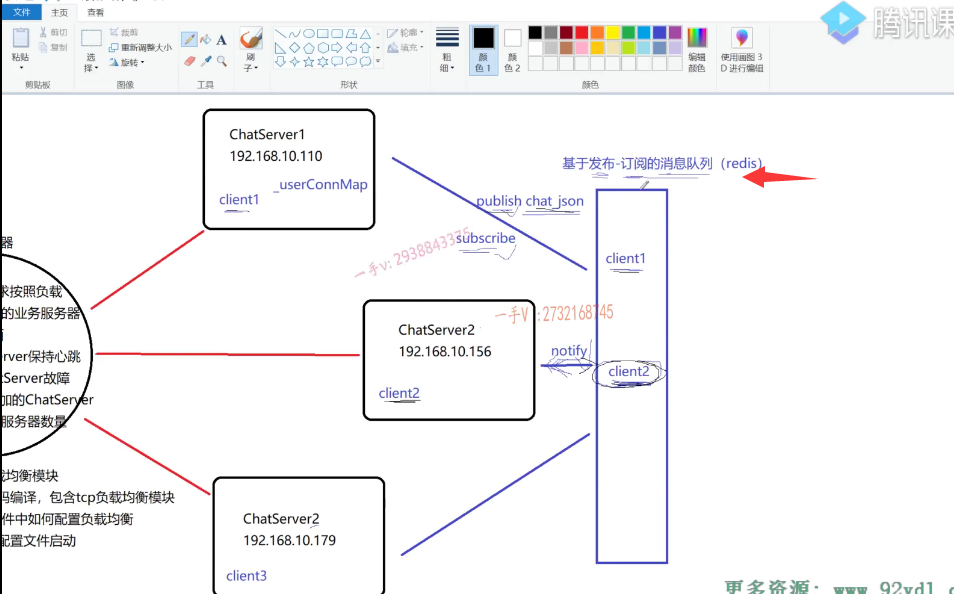 文件 主页 查看
粘贴
剪切
复制
剪贴板
选
择
裁剪
重新调整大小
旋转
图像
A
工具
刷
子
轮廓
填充
形状
粗
细
颜
色 1
颜
色 2
颜色
编辑
颜色
使用画图 3
D 进行编辑
腾讯课
ChatServer1
192.168.10.110
_userConnMap
client1
基于发布-订阅的消息队列（redis）
publish chat_json
subscribe
一手v: 2938843375
client1
器
求按照负载
的业务服务器
erver保持心跳
Server故障
加的ChatServer
服务器数量
一手V :2732168745
ChatServer2
192.168.10.156
client2
notify
client2
载均衡模块
码编译，包含tcp负载均衡模块
件中如何配置负载均衡
配置文件启动
ChatServer2
192.168.10.179
client3
更多资源: www.92yd1.